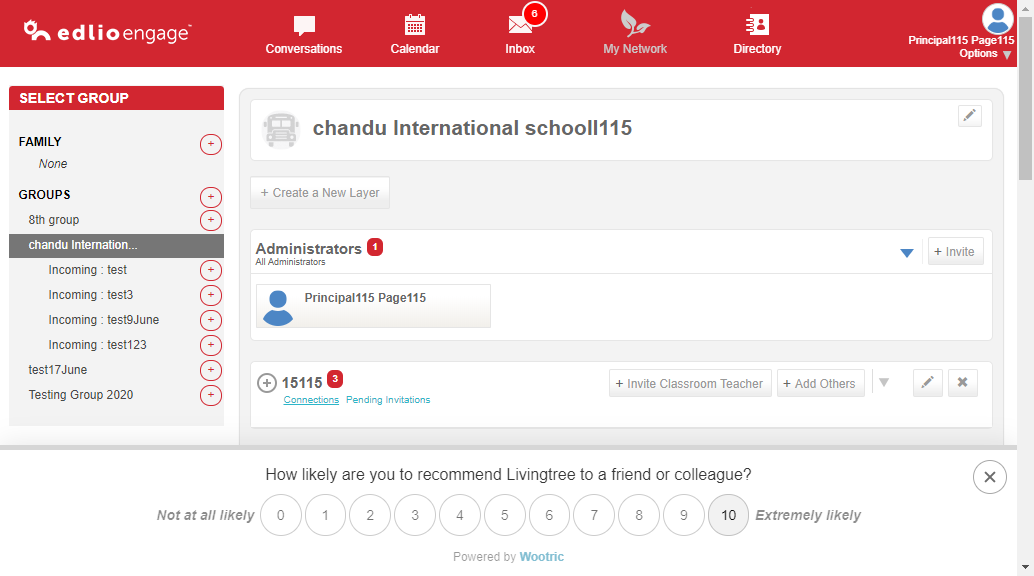 edlio engage™
Conversations
Calendar
6
Inbox
My Network
Directory
Principal115 Page115
Options ▼
SELECT GROUP
FAMILY
+
None
GROUPS
+
8th group
+
chandu Internation...
Incoming : test
+
Incoming : test3
+
Incoming : test9June
+
Incoming : test123
+
test17June
+
Testing Group 2020
+
chandu International schooll115
+ Create a New Layer
Administrators 1
All Administrators
+ Invite
Principal115 Page115
15115 3
Connections Pending Invitations
+ Invite Classroom Teacher
+ Add Others
How likely are you to recommend Livingtree to a friend or colleague?
Not at all likely 0 1 2 3 4 5 6 7 8 9 10 Extremely likely
Powered by Wootric